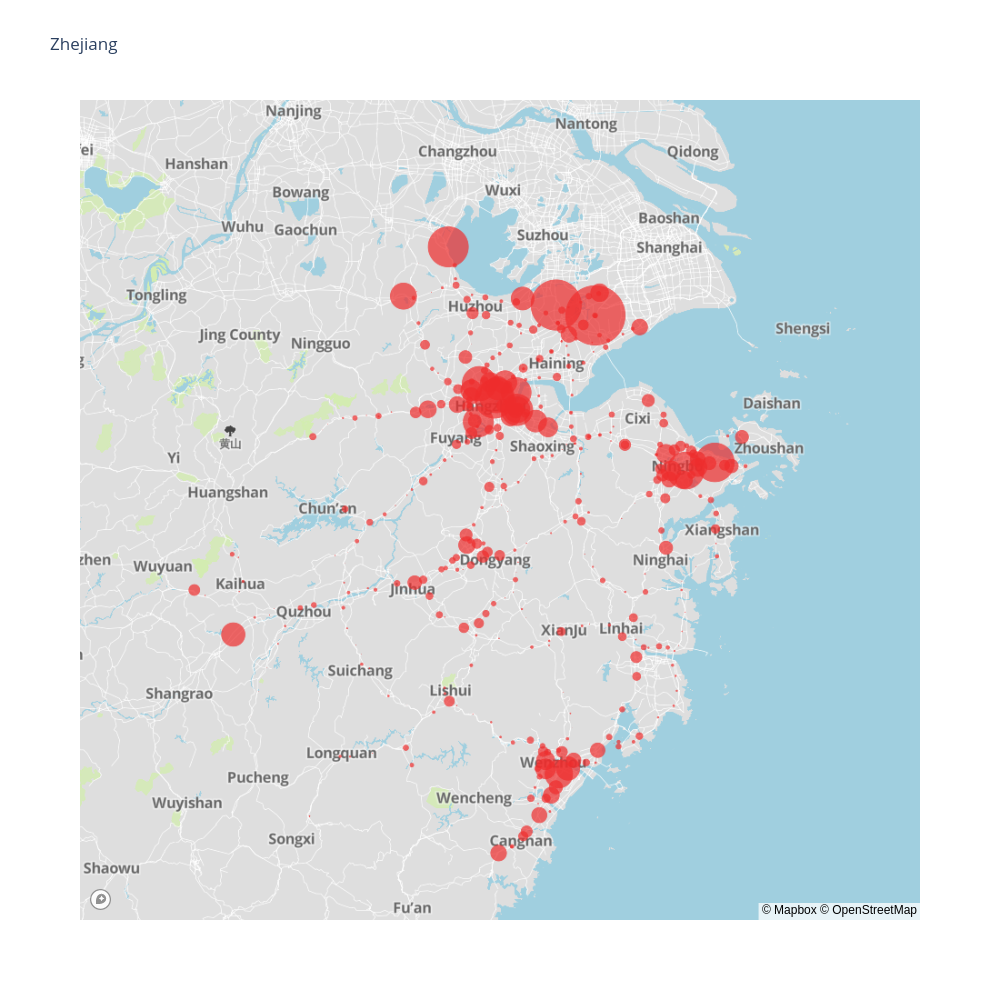 Zhejiang
Nanjing
Nantong
Changzhou
Qidong
Hanshan
Wuxi
Bowang
Baoshan
Wuhu
Gaochun
Suzhou
Shanghai
Tongling
Huzhou
Shengsi
Jing County
Ningguo
Haining
Daishan
Cixi
Fuyang
Shaoxing
黄山
Zhoushan
Yi
Huangshan
Chun'an
Xiangshan
Wuyuan
Dongyang
Ninghai
Kaihua
Jinhua
Quzhou
XianJu
LInhai
Suichang
Shangrao
Lishui
Longquan
Wenzhou
Pucheng
Wencheng
Wuyishan
Songxi
Cangnan
Shaowu
Fu'an
© Mapbox © OpenStreetMap